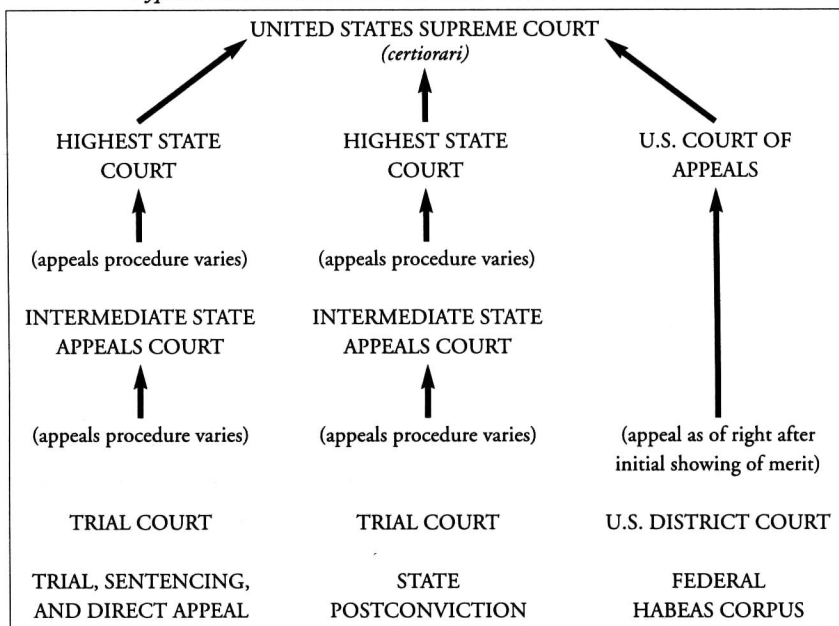 UNITED STATES SUPREME COURT
(certiorari)
HIGHEST STATE
COURT
HIGHEST STATE
COURT
U.S. COURT OF
APPEALS
(appeals procedure varies)
(appeals procedure varies)
INTERMEDIATE STATE
APPEALS COURT
INTERMEDIATE STATE
APPEALS COURT
(appeals procedure varies)
(appeals procedure varies)
(appeal as of right after
initial showing of merit)
TRIAL COURT
TRIAL COURT
U.S. DISTRICT COURT
TRIAL, SENTENCING,
AND DIRECT APPEAL
STATE
POSTCONVICTION
FEDERAL
HABEAS CORPUS